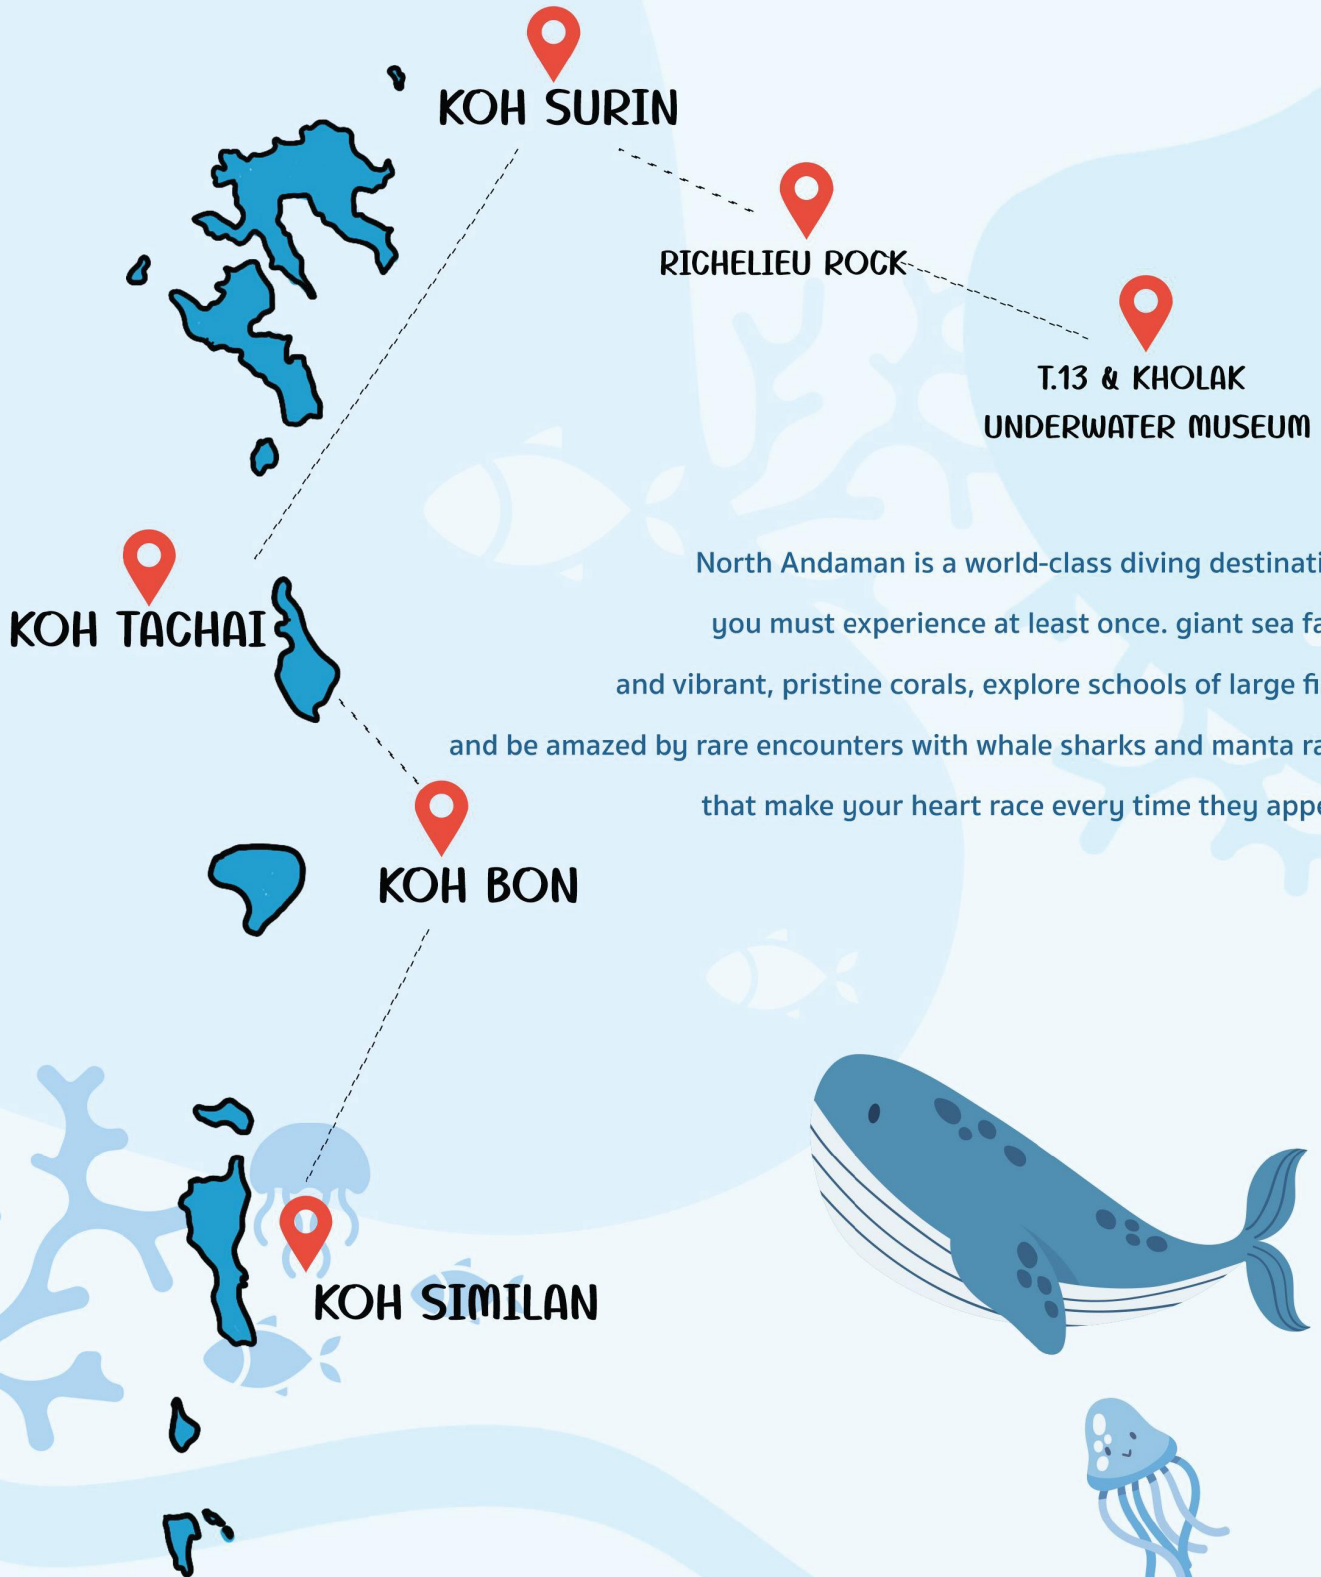 KOH SURIN
RICHELIEU ROCK
T.13 & KHOLAK
UNDERWATER MUSEUM
North Andaman is a world-class diving destinati
you must experience at least once. giant sea fa
and vibrant, pristine corals, explore schools of large fi
and be amazed by rare encounters with whale sharks and manta ra
that make your heart race every time they appe
KOH TACHAI
KOH BON
KOH SIMILAN